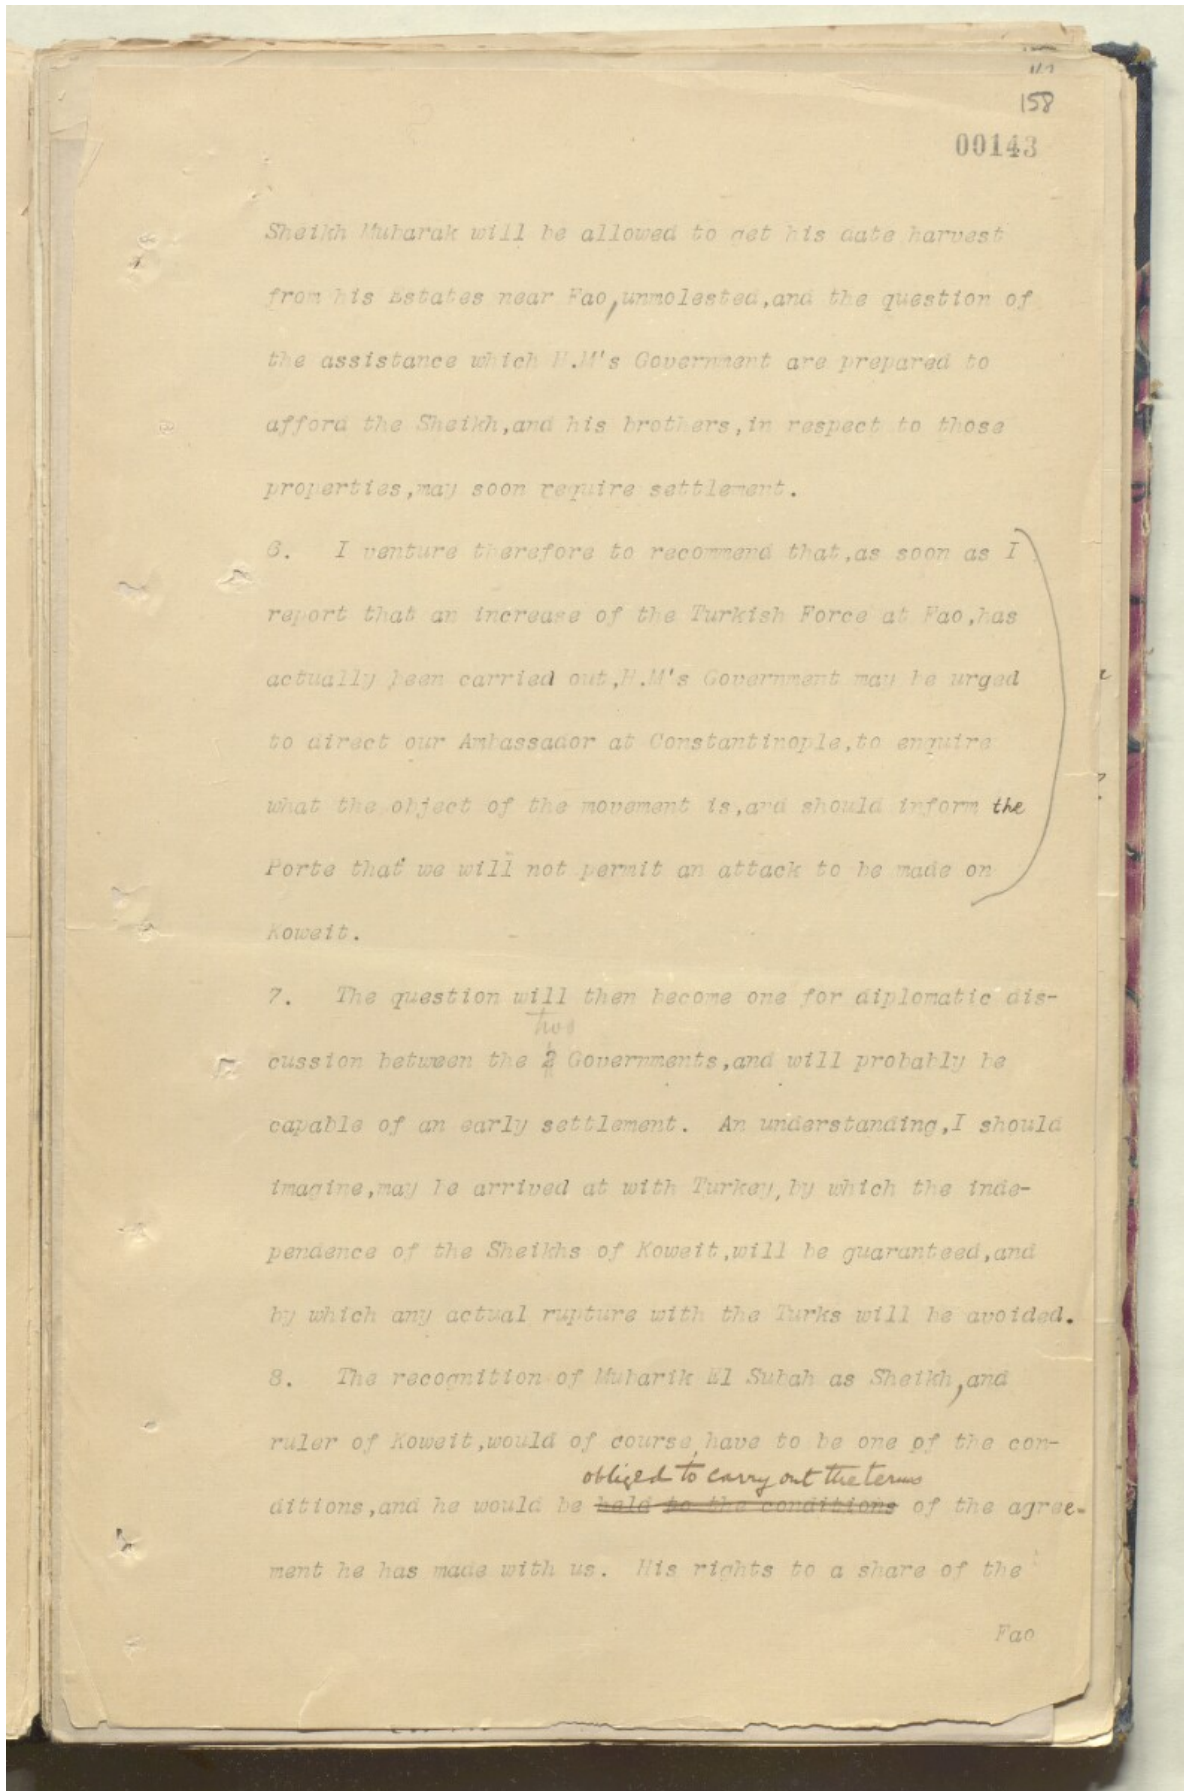 158
00143
Sheikh Mubarak will be allowed to get his date harvest
from his Estates near Fao, unmolested,and the question of
the assistance which H.M's Government are prepared to
afford the Sheikh,and his brothers,in respect to those
properties,may soon require settlement.
6. I venture therefore to recommend that,as soon as I
report that an increase of the Turkish Force at Fao,has
actually been carried out,H.M's Government may be urged
to direct our Ambassador at Constantinople,to enquire
what the object of the movement is,and should inform the
Porte that we will not permit an attack to be made on
Koweit.
7. The question will then become one for diplomatic dis-
two
cussion between the 2 Governments,and will probably be
capable of an early settlement. An understanding,I should
imagine,may be arrived at with Turkey,by which the inde-
pendence of the Sheikhs of Koweit,will be guaranteed,and
by which any actual rupture with the Turks will be avoided.
8. The recognition of Mubarik El Subah as Sheikh,and
ruler of Koweit,would of course have to be one of the con-
obliged to carry out the terms
ditions,and he would be held to the conditions of the agree-
ment he has made with us. His rights to a share of the
Fao